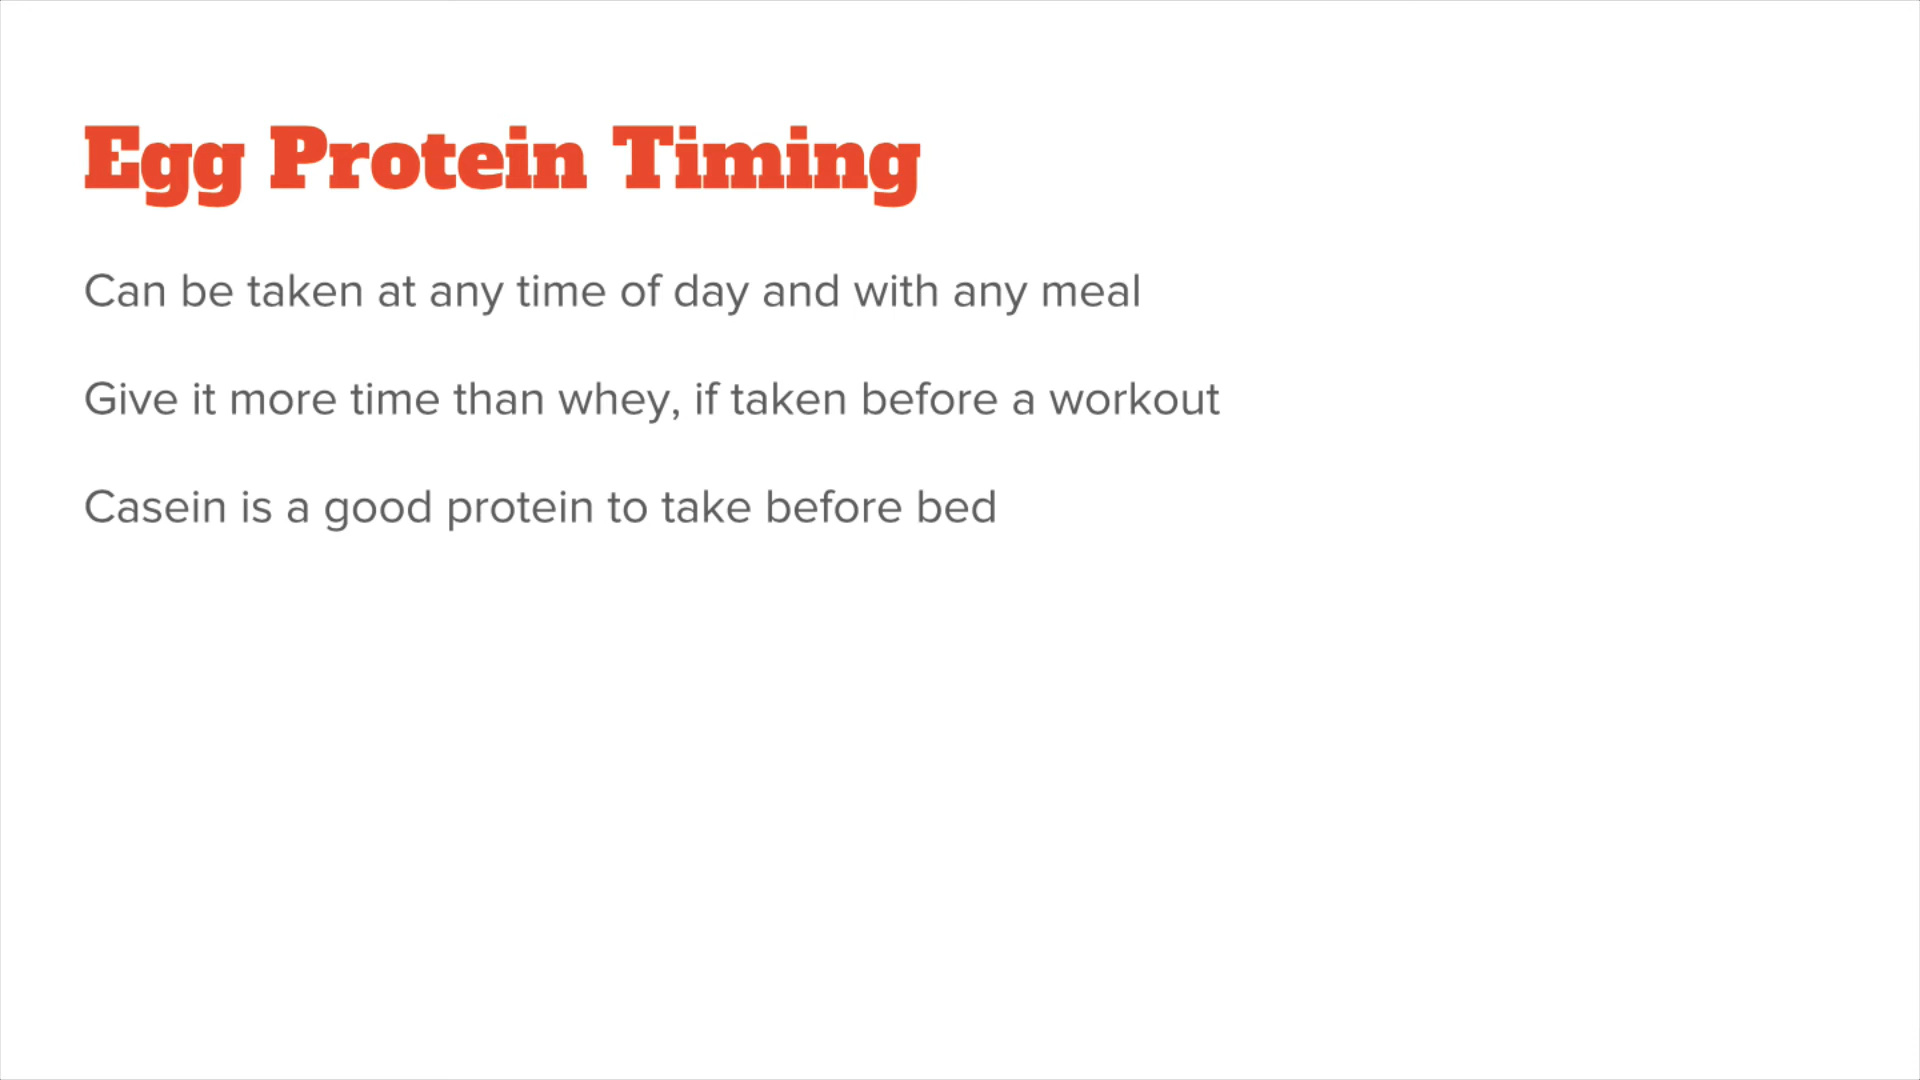 Egg Protein Timing
Can be taken at any time of day and with any meal
Give it more time than whey, if taken before a workout
Casein is a good protein to take before bed